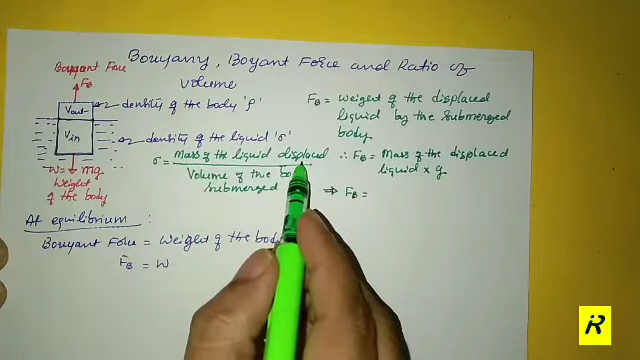 Bouyany, Boyant Force and Ratio of
Volume
Bouyant Force
FB
Vout
density of the body 'ρ'
Vin
density of the liquid 'σ'
σ = Mass of the liquid displaced
Volume of the
submerged
W = mg
Weight
of the body
FB = Weight of the displaced
liquid by the submerged
body
∴ FB = Mass of the displaced
liquid x g
⇒ FB =
At equilibrium :
Bouyant Force = Weight of the body
FB = W
iR